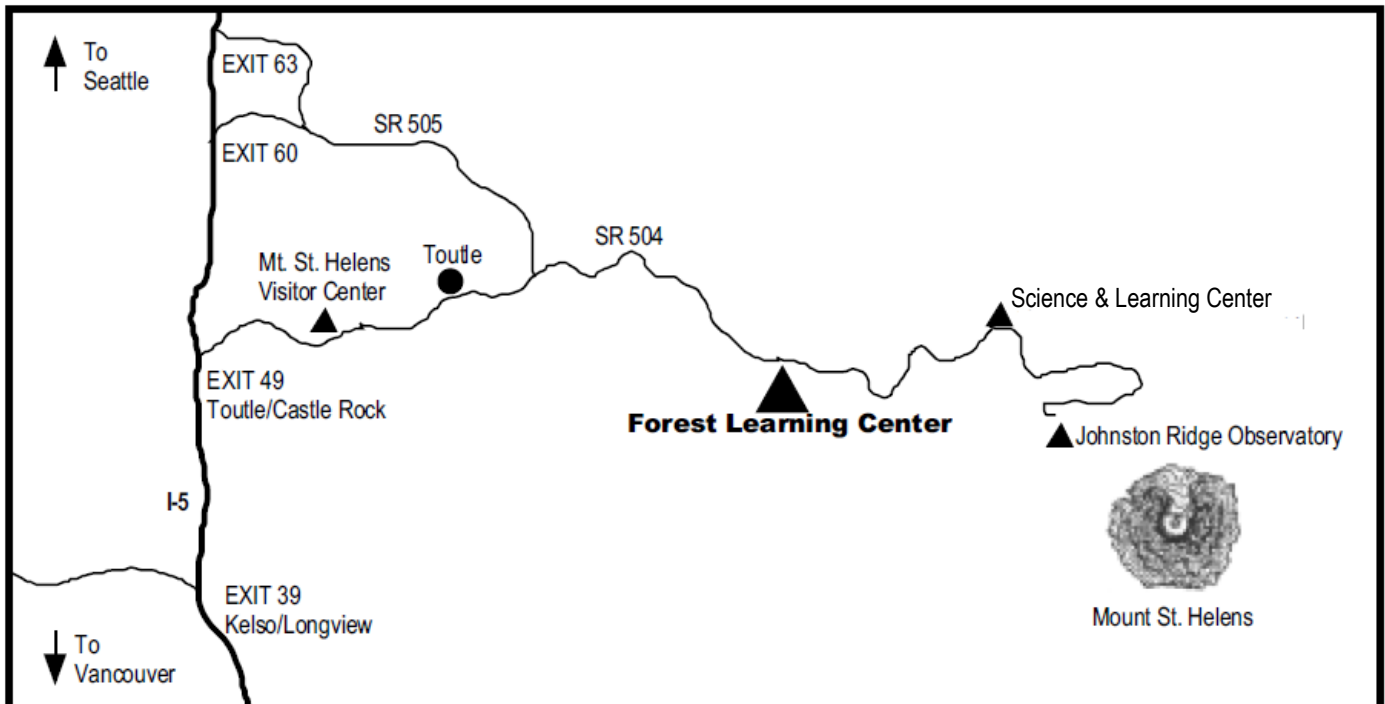 To
Seattle
EXIT 63
SR 505
EXIT 60
SR 504
Mt. St. Helens
Visitor Center
Toutle
Science & Learning Center
EXIT 49
Toutle/Castle Rock
Forest Learning Center
Johnston Ridge Observatory
I-5
EXIT 39
Kelso/Longview
Mount St. Helens
To
Vancouver